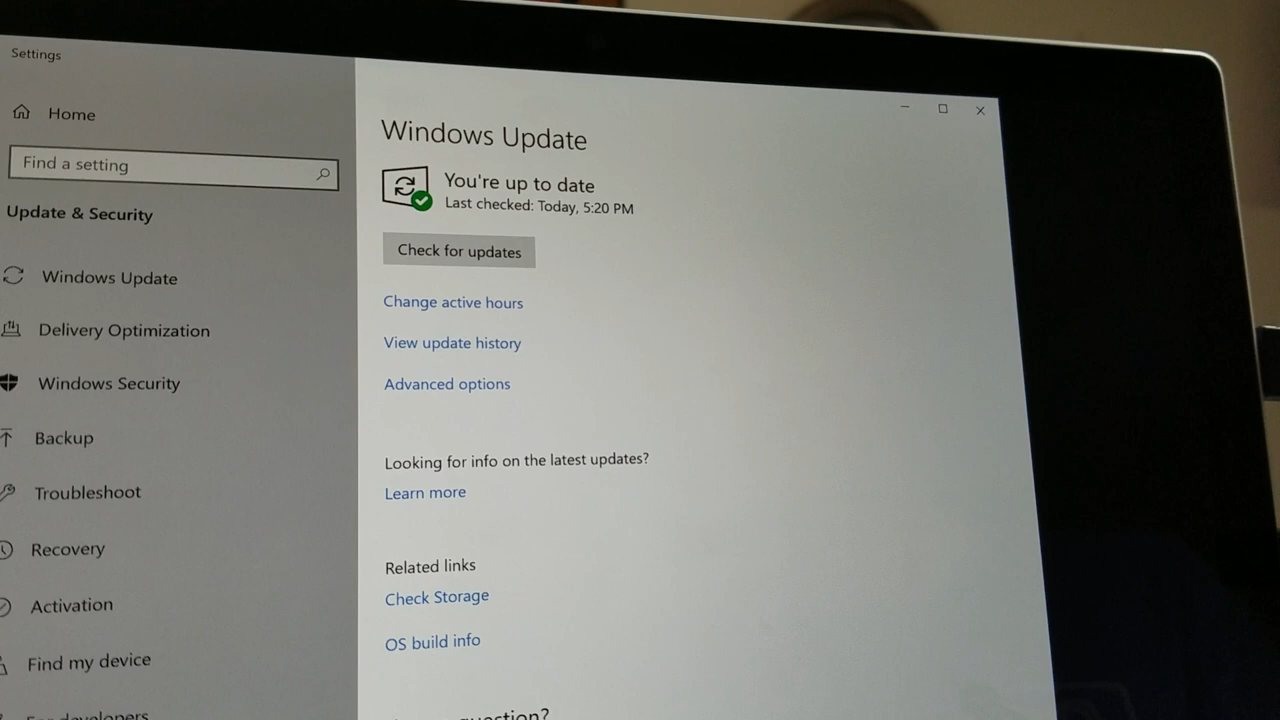 Settings
Home
Find a setting
Update & Security
Windows Update
Delivery Optimization
Windows Security
Backup
Troubleshoot
Recovery
Activation
Find my device
developers
Windows Update
You're up to date
Last checked: Today, 5:20 PM
Check for updates
Change active hours
View update history
Advanced options
Looking for info on the latest updates?
Learn more
Related links
Check Storage
OS build info